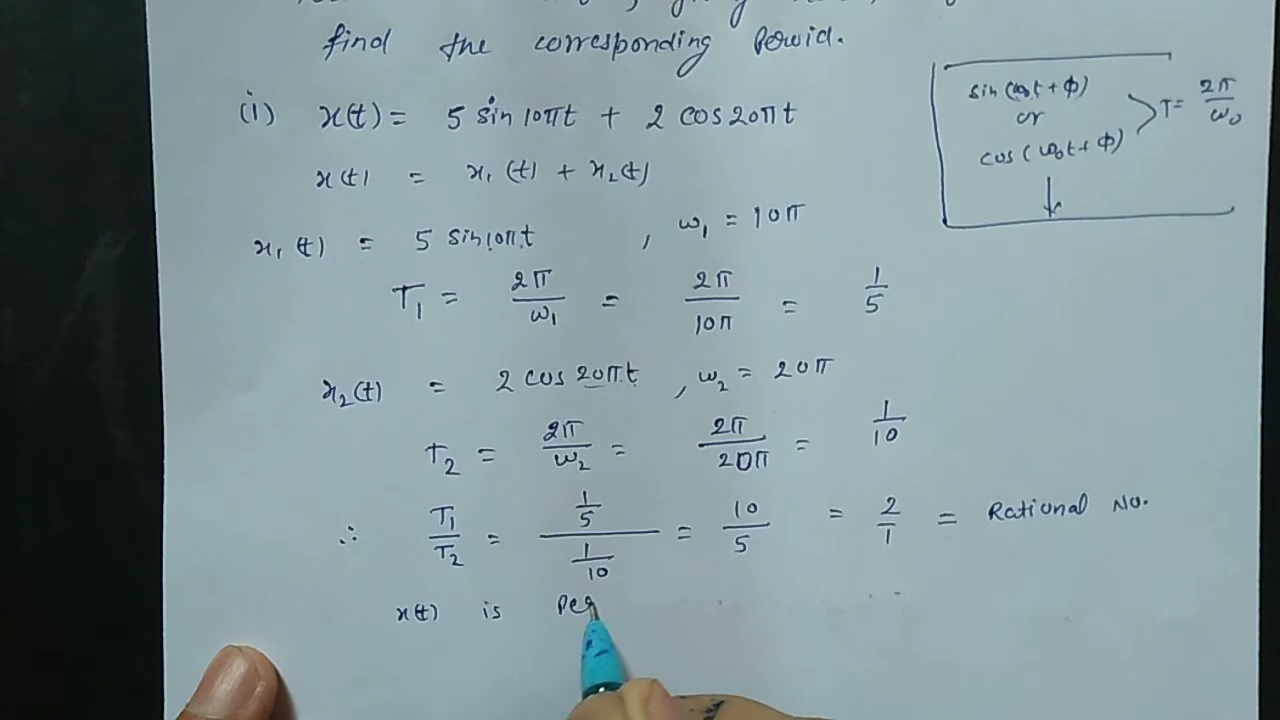 find the corresponding Period.
(i) x(t) = 5 sin 10πt + 2 cos 20πt
x(t) = x₁(t) + x₂(t)
sin(ω₀t + φ)
or
cos(ω₀t + φ)
T = 2π/ω₀
x₁(t) = 5 sin 10πt , ω₁ = 10π
T₁ = 2π/ω₁ = 2π/10π = 1/5
x₂(t) = 2 cos 20πt , ω₂ = 20π
T₂ = 2π/ω₂ = 2π/20π = 1/10
∴ T₁/T₂ = (1/5)/(1/10) = 10/5 = 2/1 = Rational No.
x(t) is Per